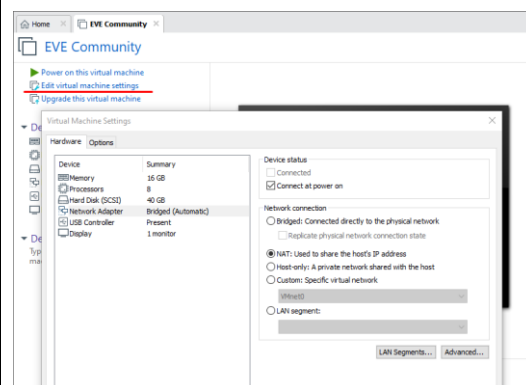 Home
EVE Community
EVE Community
Power on this virtual machine
Edit virtual machine settings
Upgrade this virtual machine
De
De
Typ
ma
Virtual Machine Settings
Hardware Options
Device Summary
Memory 16 GB
Processors 8
Hard Disk (SCSI) 40 GB
Network Adapter Bridged (Automatic)
USB Controller Present
Display 1 monitor
Device status
Connected
Connect at power on
Network connection
Bridged: Connected directly to the physical network
Replicate physical network connection state
NAT: Used to share the host's IP address
Host-only: A private network shared with the host
Custom: Specific virtual network
VMnet0
LAN segment:
LAN Segments... Advanced...